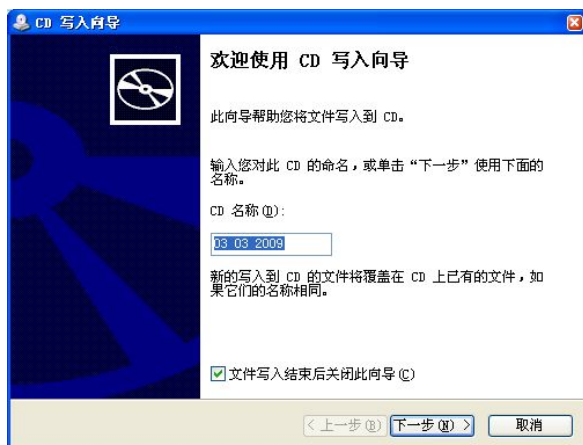 CD 写入向导
欢迎使用 CD 写入向导
此向导帮助您将文件写入到 CD。
输入您对此 CD 的命名，或单击“下一步”使用下面的
名称。
CD 名称(D):
03 03 2009
新的写入到 CD 的文件将覆盖在 CD 上已有的文件，如
果它们的名称相同。
文件写入结束后关闭此向导(C)
< 上一步(B) 下一步(N) > 取消